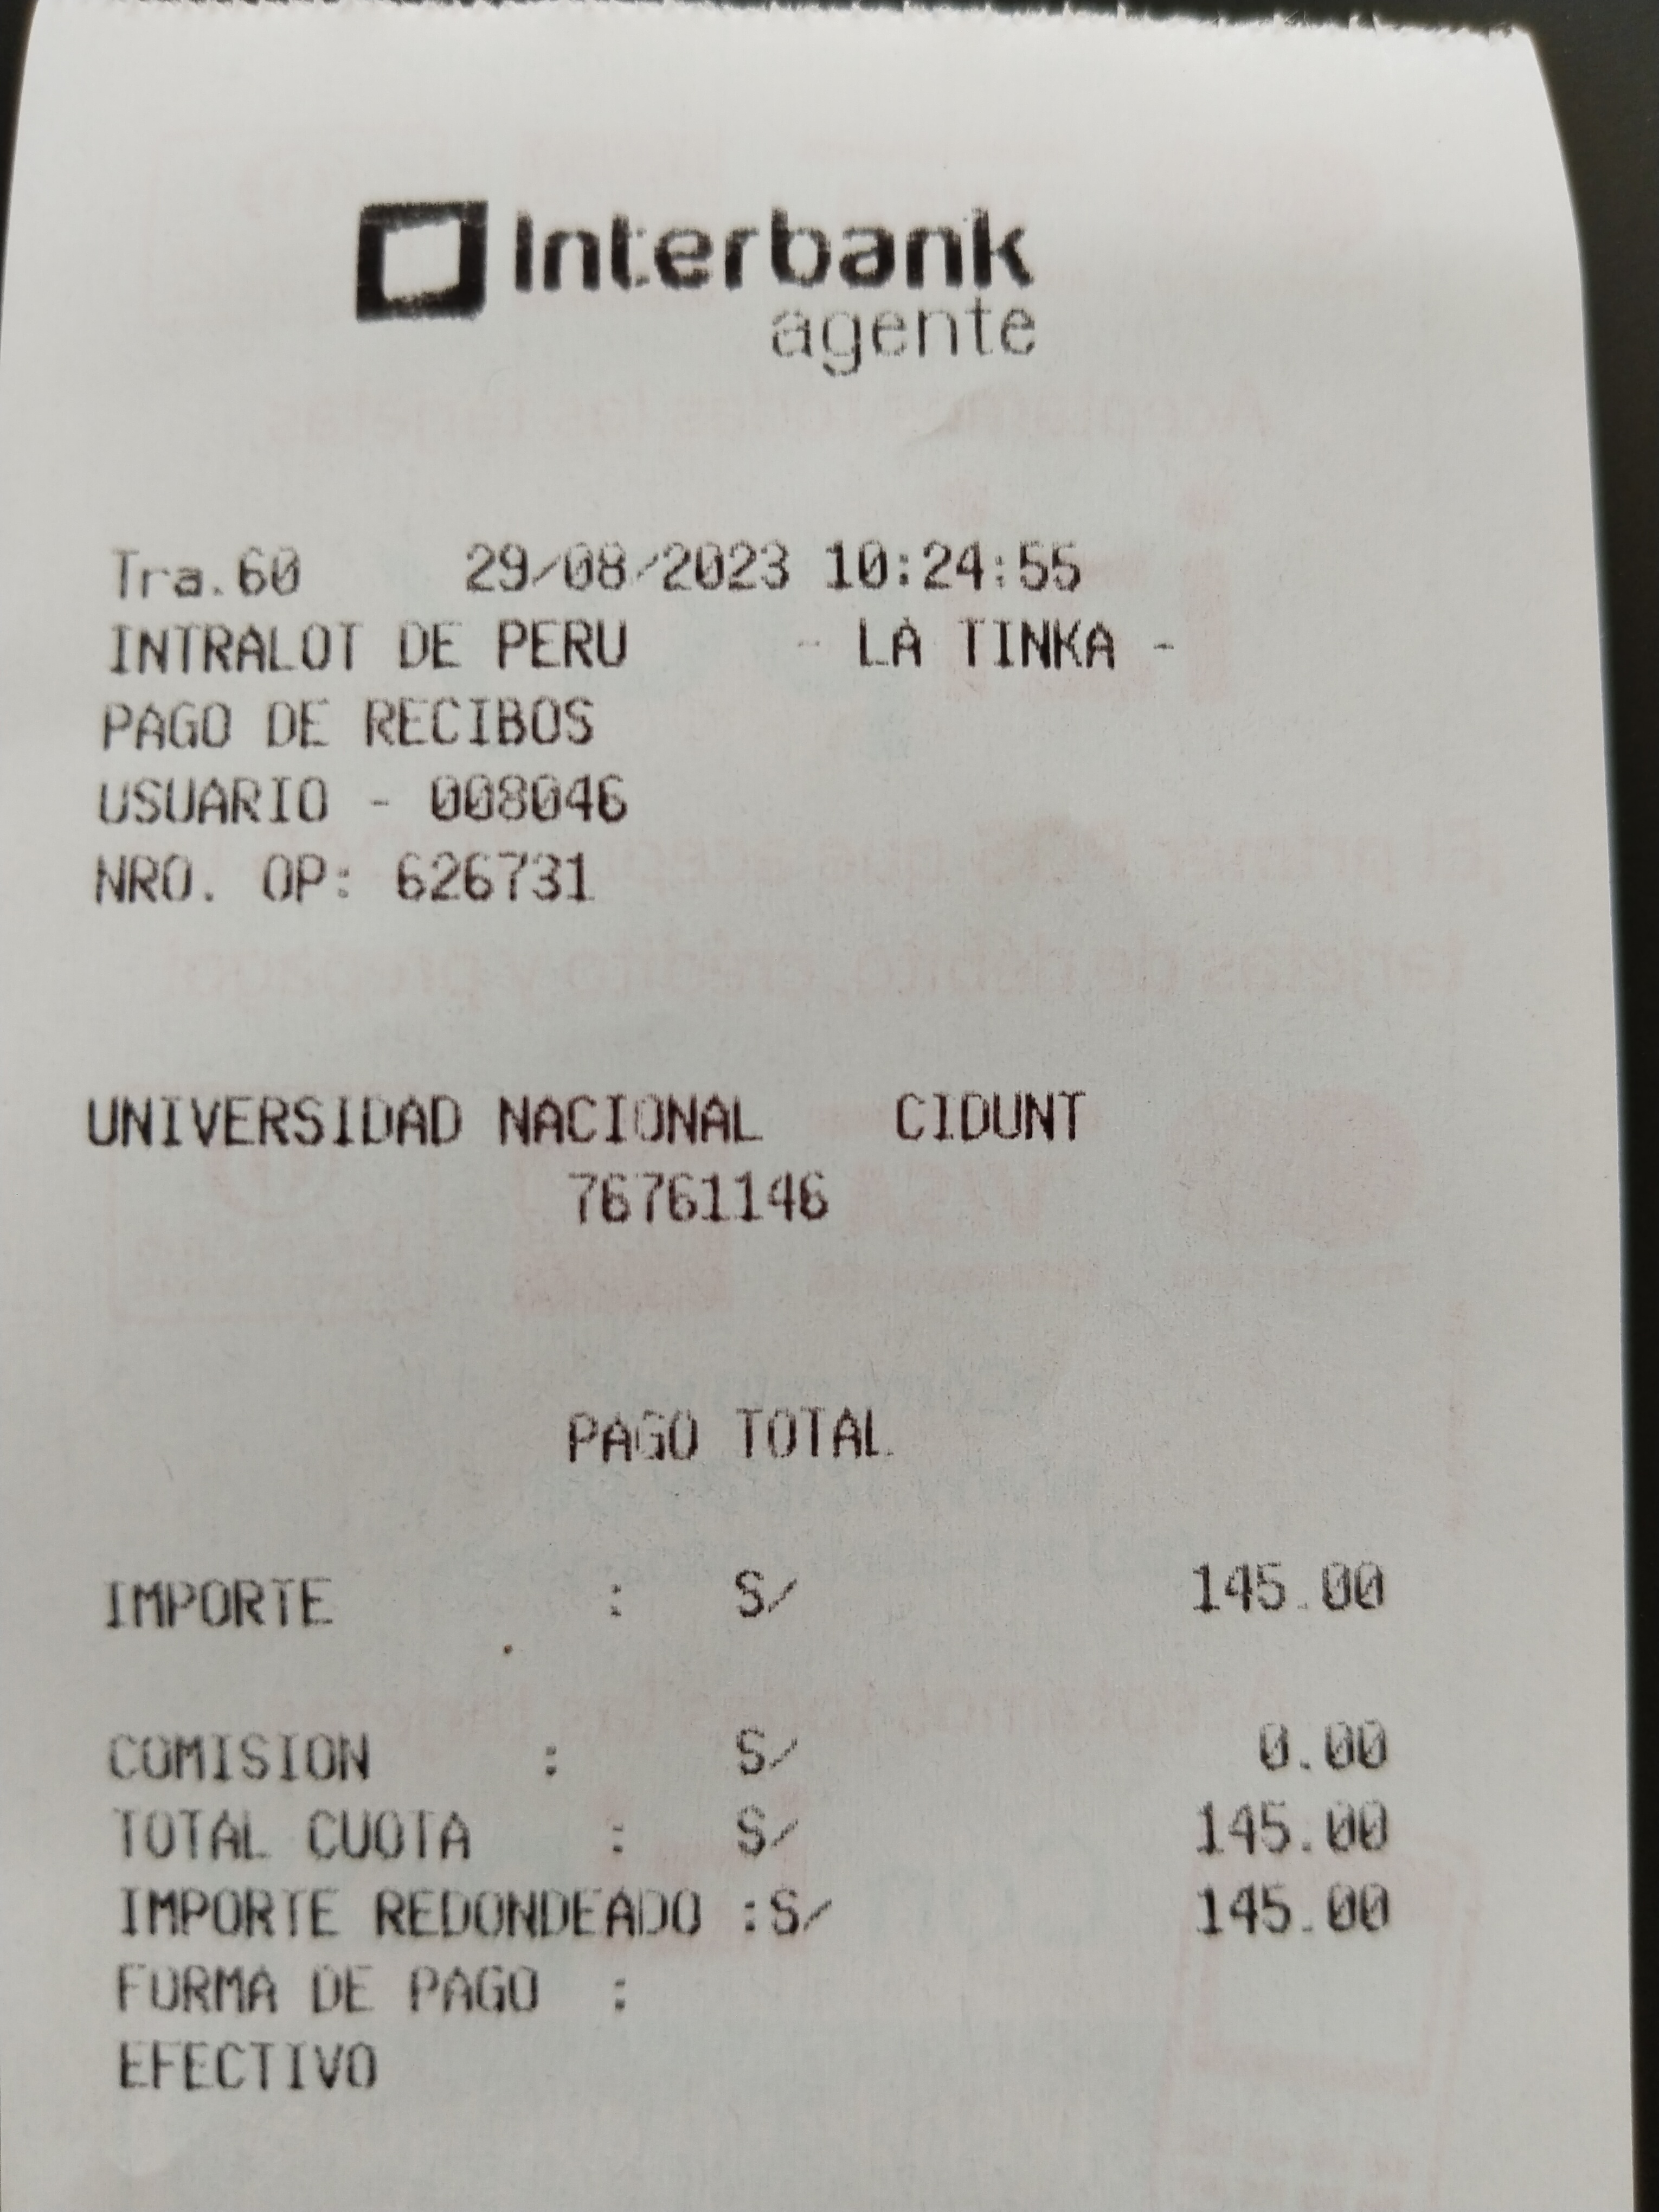 Interbank
agente
Tra.60 29/08/2023 10:24:55
INTRALOT DE PERU - LA TINKA -
PAGO DE RECIBOS
USUARIO - 008046
NRO. OP: 626731
UNIVERSIDAD NACIONAL CIDUNT
76761146
PAGO TOTAL
IMPORTE : S/ 145.00
COMISION : S/ 0.00
TOTAL CUOTA : S/ 145.00
IMPORTE REDONDEADO :S/ 145.00
FORMA DE PAGO :
EFECTIVO